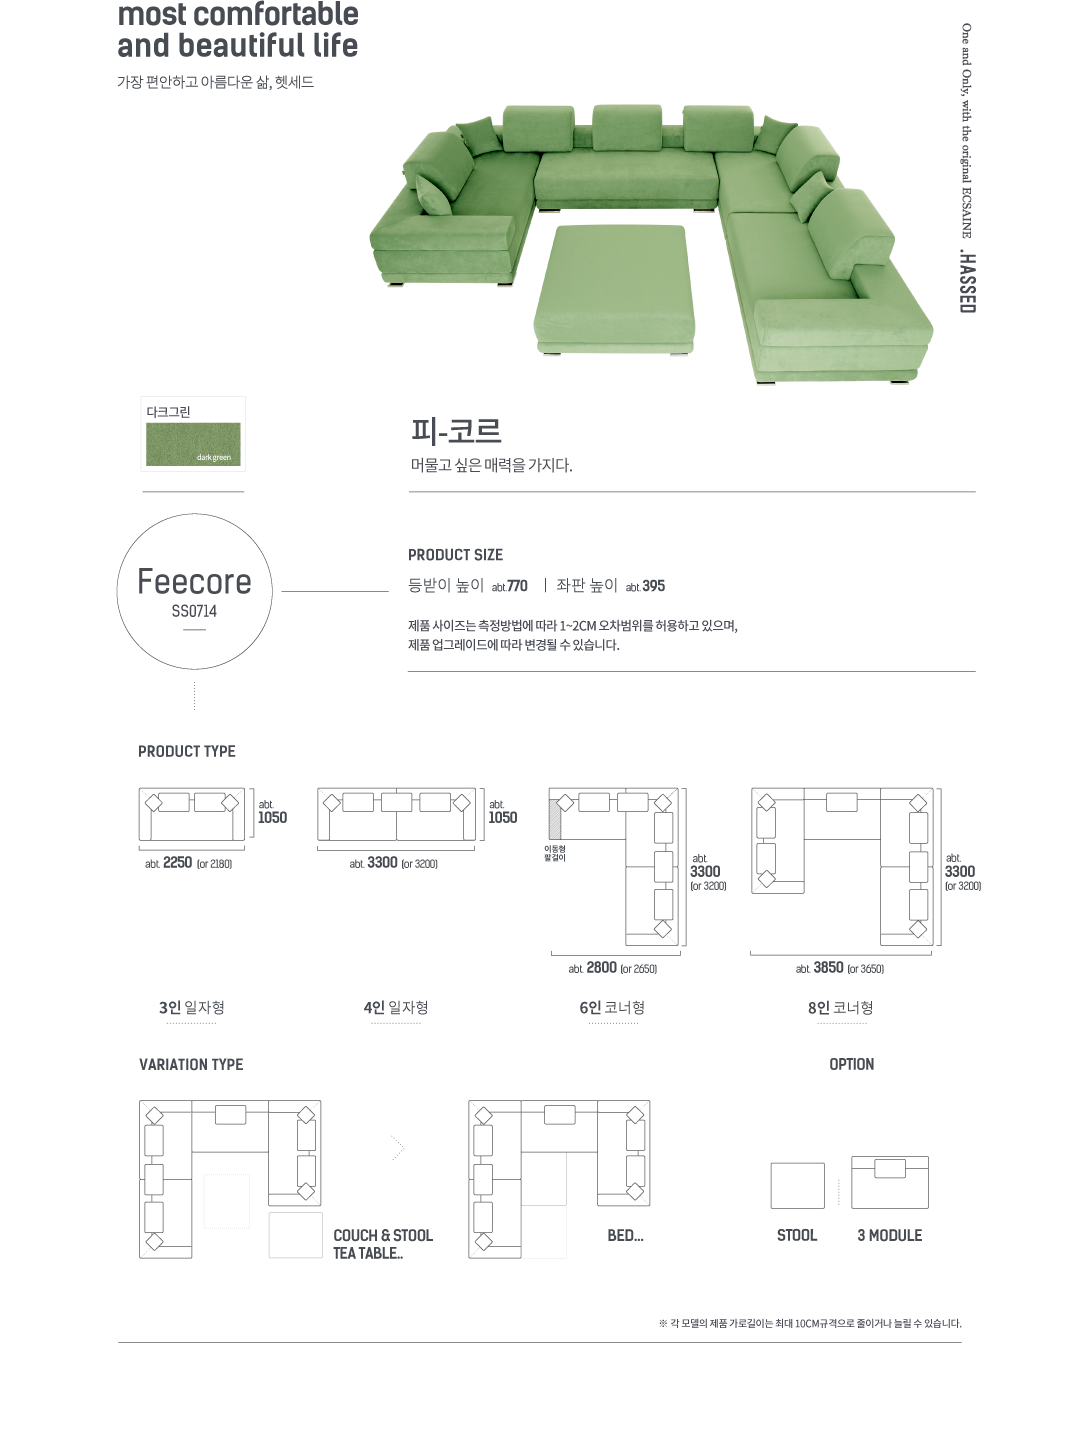 most comfortable
and beautiful life
가장 편안하고 아름다운 삶, 헷세드
One and Only, with the original ECSAINE .HASSED
다크그린
dark green
피-코르
머물고 싶은 매력을 가지다.
Feecore
SS0714
PRODUCT SIZE
등받이 높이 abt.770 | 좌판 높이 abt.395
제품 사이즈는 측정방법에 따라 1~2CM 오차범위를 허용하고 있으며,
제품 업그레이드에 따라 변경될 수 있습니다.
PRODUCT TYPE
abt.
1050
abt. 2250 (or 2180)
3인 일자형
abt.
1050
abt. 3300 (or 3200)
4인 일자형
이동형
팔걸이
abt.
3300
(or 3200)
abt. 2800 (or 2650)
6인 코너형
abt.
3300
(or 3200)
abt. 3850 (or 3650)
8인 코너형
VARIATION TYPE
COUCH & STOOL
TEA TABLE..
BED...
OPTION
STOOL
3 MODULE
※ 각 모델의 제품 가로길이는 최대 10CM규격으로 줄이거나 늘릴 수 있습니다.